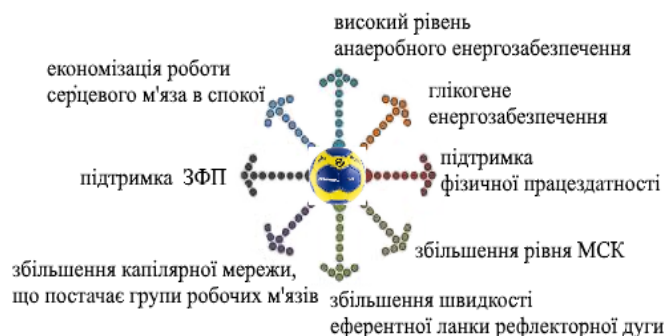 високий рівень
анаеробного енергозабезпечення
економізація роботи
серцевого м'яза в спокої
глікогене
енергозабезпечення
підтримка ЗФП
підтримка
фізичної працездатності
збільшення рівня МСК
збільшення капілярної мережи,
що постачає групи робочих м'язів
збільшення швидкості
еферентної ланки рефлекторної дуги